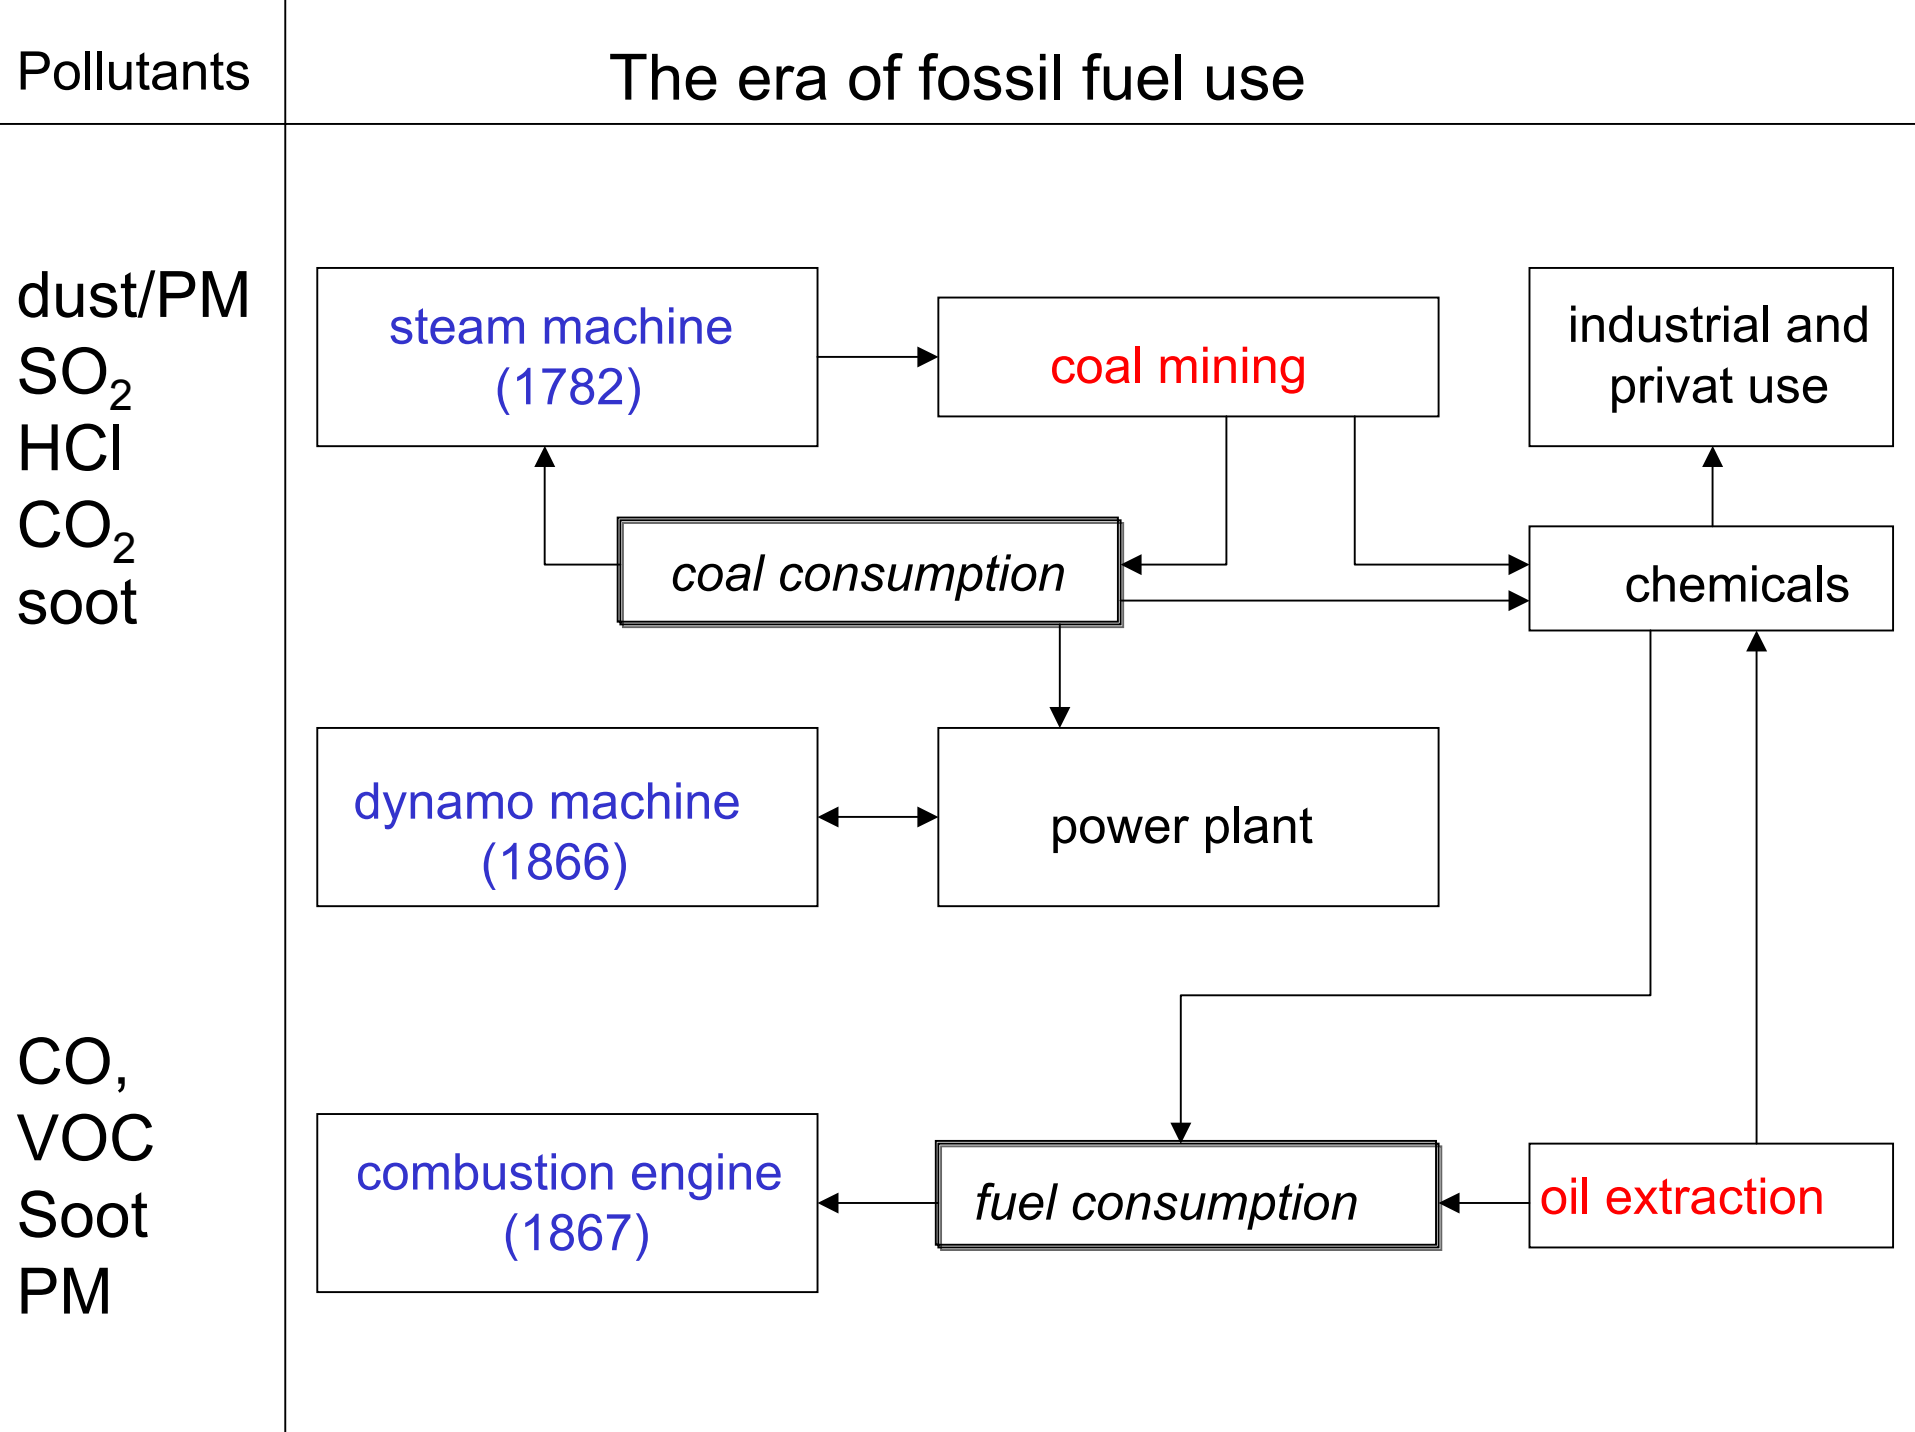 Pollutants
The era of fossil fuel use
dust/PM
SO₂
HCl
CO₂
soot
steam machine
(1782)
coal mining
industrial and
privat use
coal consumption
chemicals
dynamo machine
(1866)
power plant
CO,
VOC
Soot
PM
combustion engine
(1867)
fuel consumption
oil extraction